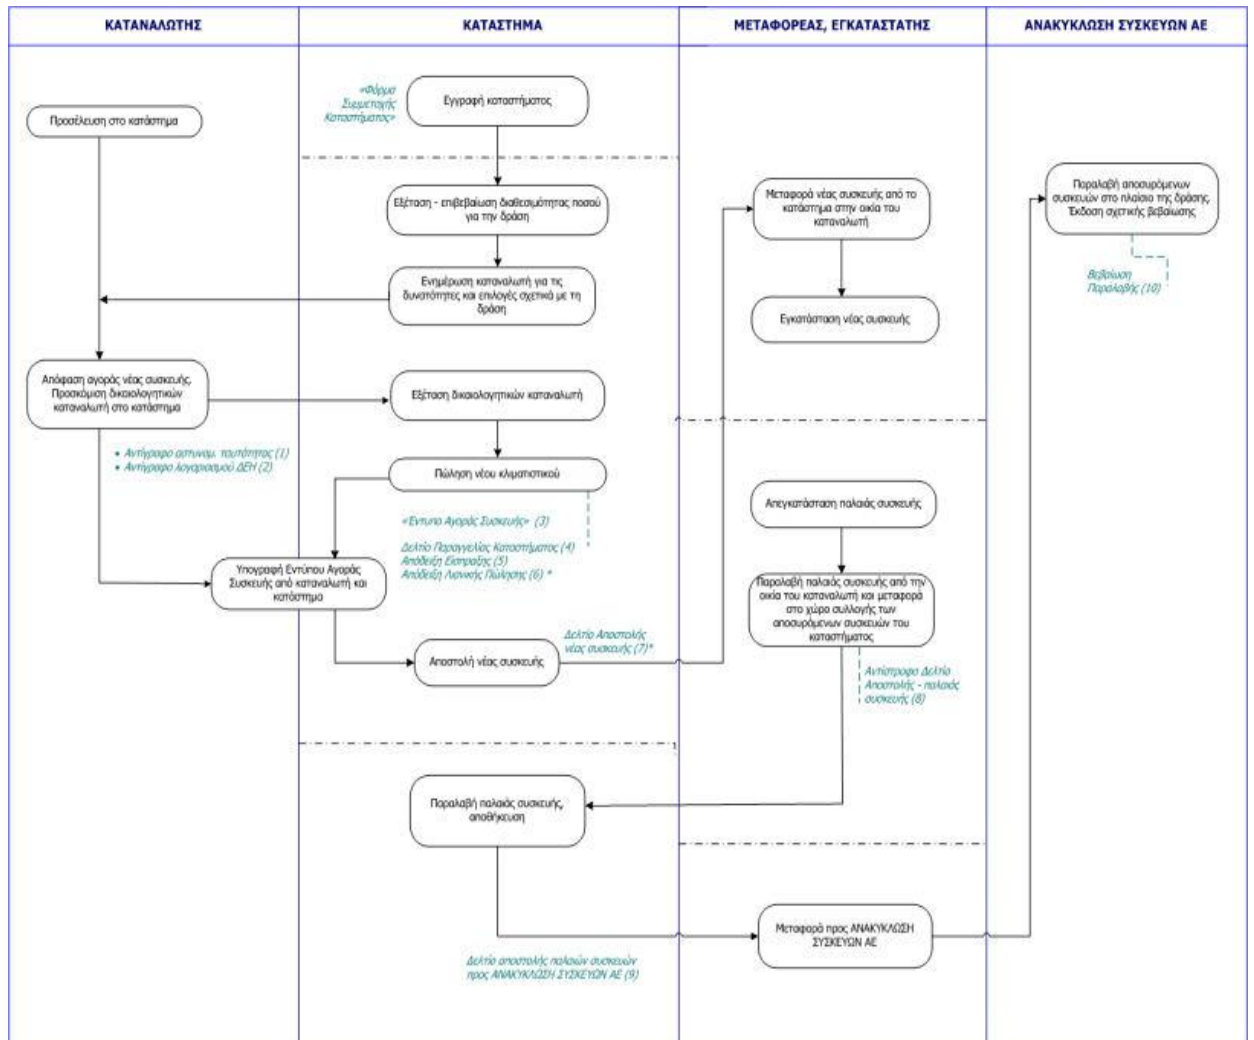 ΚΑΤΑΝΑΛΩΤΗΣ
ΚΑΤΑΣΤΗΜΑ
ΜΕΤΑΦΟΡΕΑΣ, ΕΓΚΑΤΑΣΤΑΤΗΣ
ΑΝΑΚΥΚΛΩΣΗ ΣΥΣΚΕΥΩΝ ΑΕ
Προσέλευση στο κατάστημα
Απόφαση αγοράς νέας συσκευής.
Προσκόμιση δικαιολογητικών
καταναλωτή στο κατάστημα
• Αντίγραφο αστυνομ. ταυτότητας (1)
• Αντίγραφο λογαριασμού ΔΕΗ (2)
«Φόρμα
Συμμετοχής
Καταστήματος»
Εγγραφή καταστήματος
Εξέταση - επιβεβαίωση διαθεσιμότητας ποσού
για την δράση
Ενημέρωση καταναλωτή για τις
δυνατότητες και επιλογές σχετικά με τη
δράση
Εξέταση δικαιολογητικών καταναλωτή
Πώληση νέου κλιματιστικού
«Έντυπο Αγοράς Συσκευής» (3)
Δελτίο Παραγγελίας Καταστήματος (4)
Απόδειξη Είσπραξης (5)
Απόδειξη Λιανικής Πώλησης (6) *
Υπογραφή Εντύπου Αγοράς
Συσκευής από καταναλωτή και
κατάστημα
Αποστολή νέας συσκευής
Δελτίο Αποστολής
νέας συσκευής (7)*
Παραλαβή παλαιάς συσκευής,
αποθήκευση
Δελτίο αποστολής παλαιών συσκευών
προς ΑΝΑΚΥΚΛΩΣΗ ΣΥΣΚΕΥΩΝ ΑΕ (9)
Μεταφορά νέας συσκευής από το
κατάστημα στην οικία του
καταναλωτή
Εγκατάσταση νέας συσκευής
Απεγκατάσταση παλαιάς συσκευής
Παραλαβή παλαιάς συσκευής από την
οικία του καταναλωτή και μεταφορά
στο χώρο συλλογής των
αποσυρόμενων συσκευών του
καταστήματος
Αντίστροφο Δελτίο
Αποστολής - παλαιάς
συσκευής (8)
Μεταφορά προς ΑΝΑΚΥΚΛΩΣΗ
ΣΥΣΚΕΥΩΝ ΑΕ
Παραλαβή αποσυρόμενων
συσκευών στο πλαίσιο της δράσης.
Έκδοση σχετικής βεβαίωσης
Βεβαίωση
Παραλαβής (10)